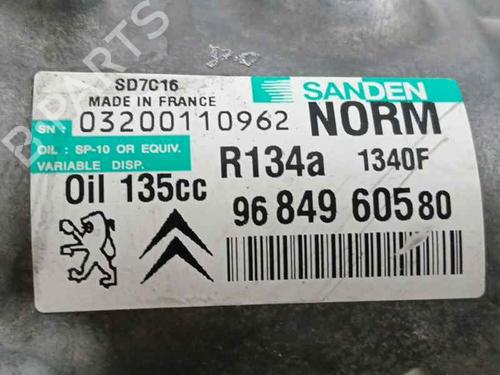 SD7C16
MADE IN FRANCE
SANDEN
SN : 03200110962
NORM
OIL : SP-10 OR EQUIV.
VARIABLE DISP.
R134a 1340F
Oil 135cc
96 849 605 80
B-PARTS